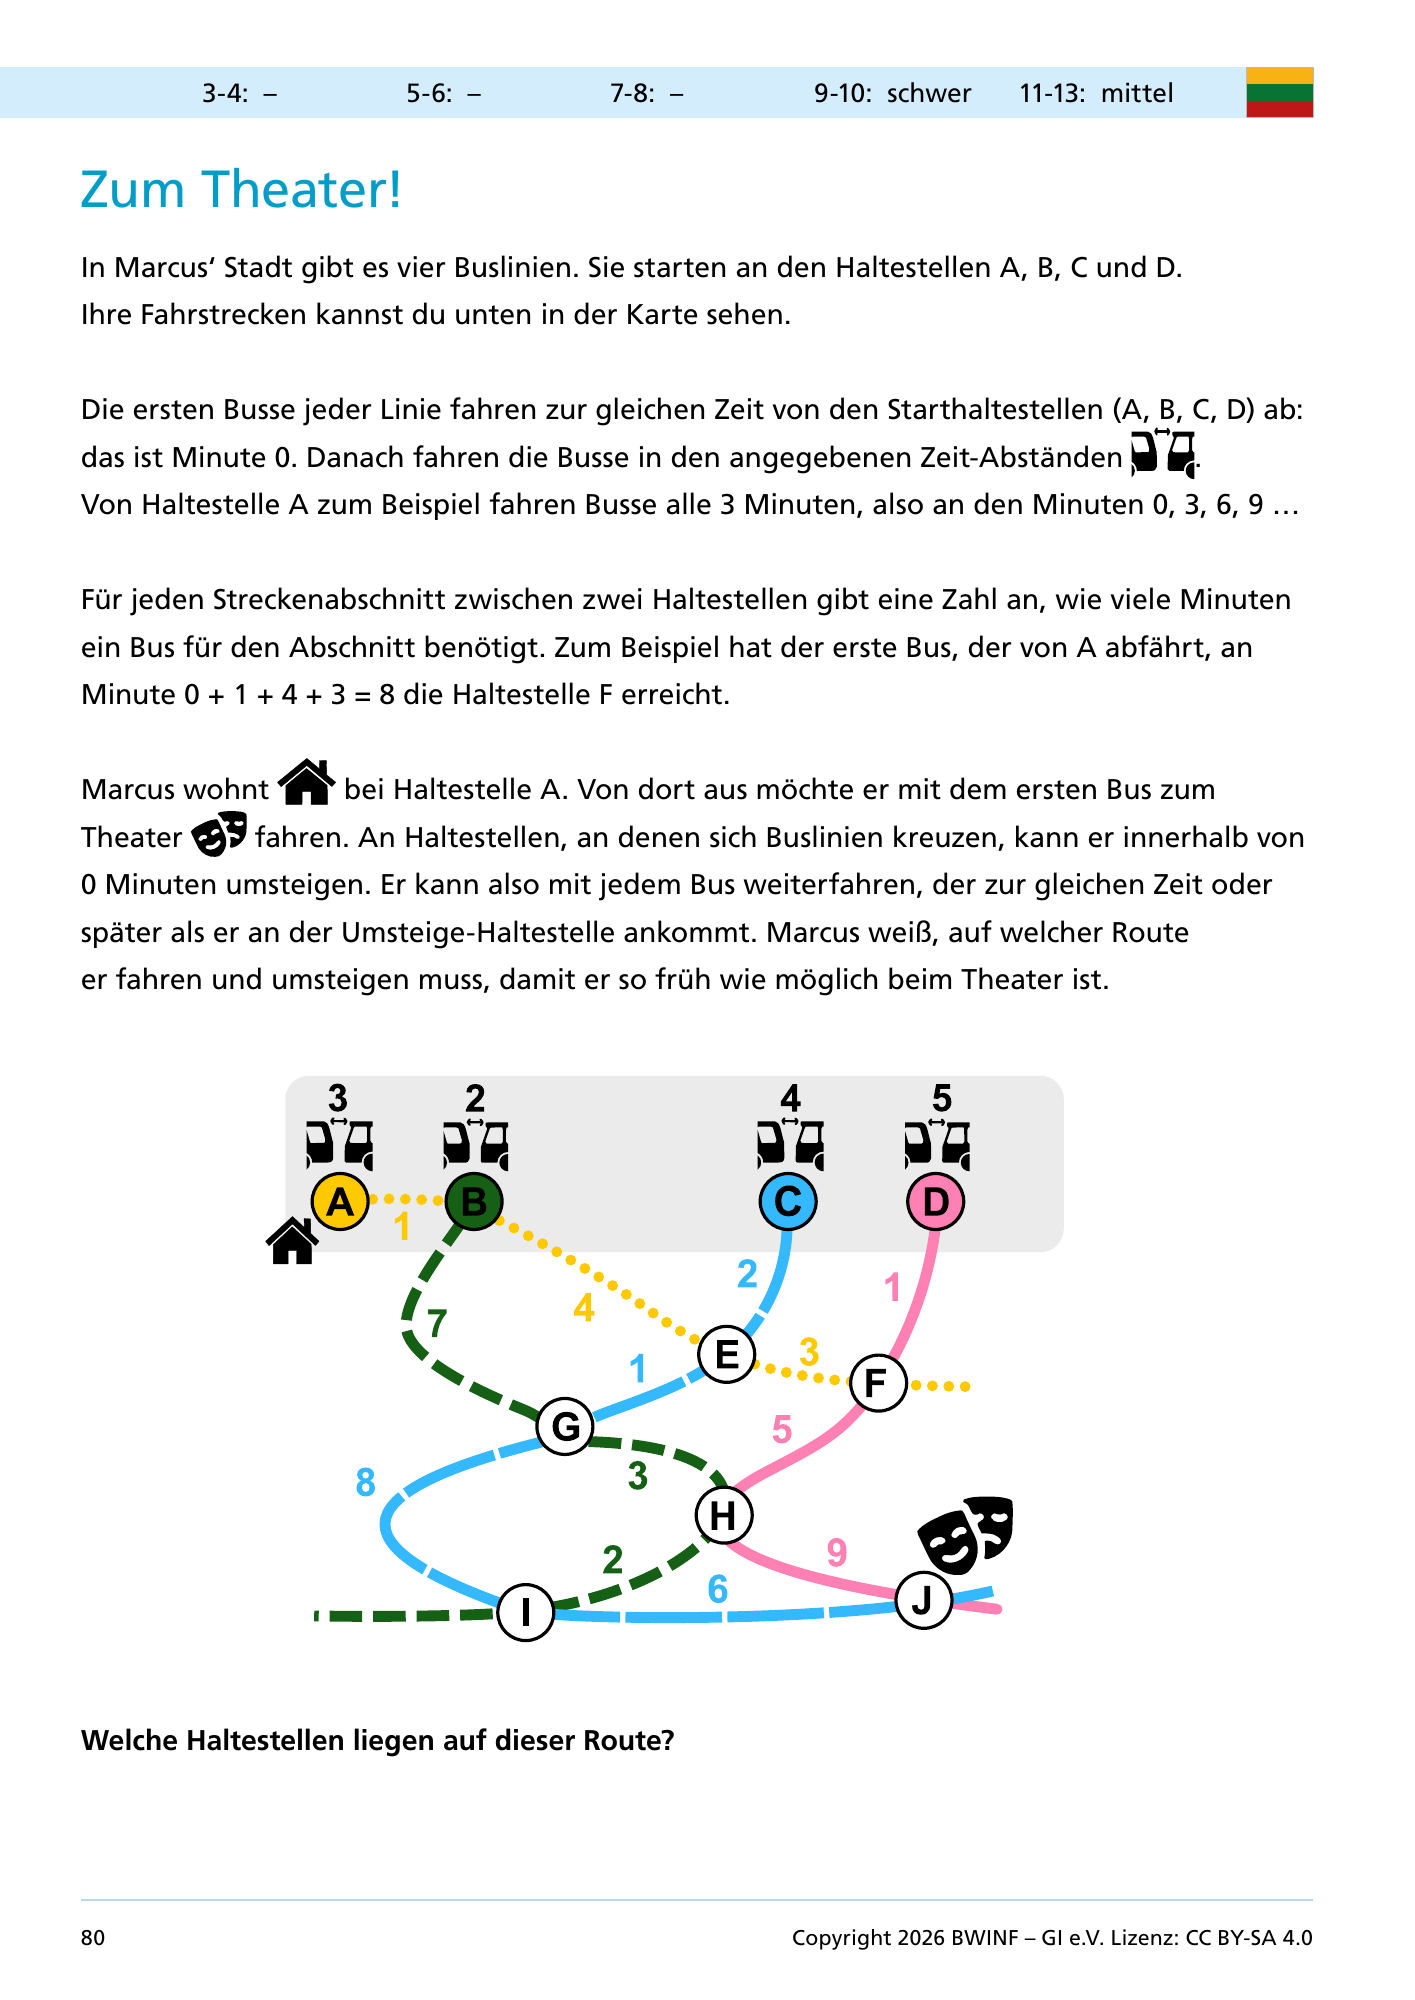 3-4: –  5-6: –  7-8: –  9-10: schwer  11-13: mittel
Zum Theater!
In Marcus‘ Stadt gibt es vier Buslinien. Sie starten an den Haltestellen A, B, C und D.
Ihre Fahrstrecken kannst du unten in der Karte sehen.
Die ersten Busse jeder Linie fahren zur gleichen Zeit von den Starthaltestellen (A, B, C, D) ab:
das ist Minute 0. Danach fahren die Busse in den angegebenen Zeit-Abständen .
Von Haltestelle A zum Beispiel fahren Busse alle 3 Minuten, also an den Minuten 0, 3, 6, 9 …
Für jeden Streckenabschnitt zwischen zwei Haltestellen gibt eine Zahl an, wie viele Minuten
ein Bus für den Abschnitt benötigt. Zum Beispiel hat der erste Bus, der von A abfährt, an
Minute 0 + 1 + 4 + 3 = 8 die Haltestelle F erreicht.
Marcus wohnt bei Haltestelle A. Von dort aus möchte er mit dem ersten Bus zum
Theater fahren. An Haltestellen, an denen sich Buslinien kreuzen, kann er innerhalb von
0 Minuten umsteigen. Er kann also mit jedem Bus weiterfahren, der zur gleichen Zeit oder
später als er an der Umsteige-Haltestelle ankommt. Marcus weiß, auf welcher Route
er fahren und umsteigen muss, damit er so früh wie möglich beim Theater ist.
3 2 4 5
A B C D
1
2 1
7 4
E 3
1 F
G 5
8 3
H
2 9
6
I J
Welche Haltestellen liegen auf dieser Route?
80 Copyright 2026 BWINF – GI e.V. Lizenz: CC BY-SA 4.0